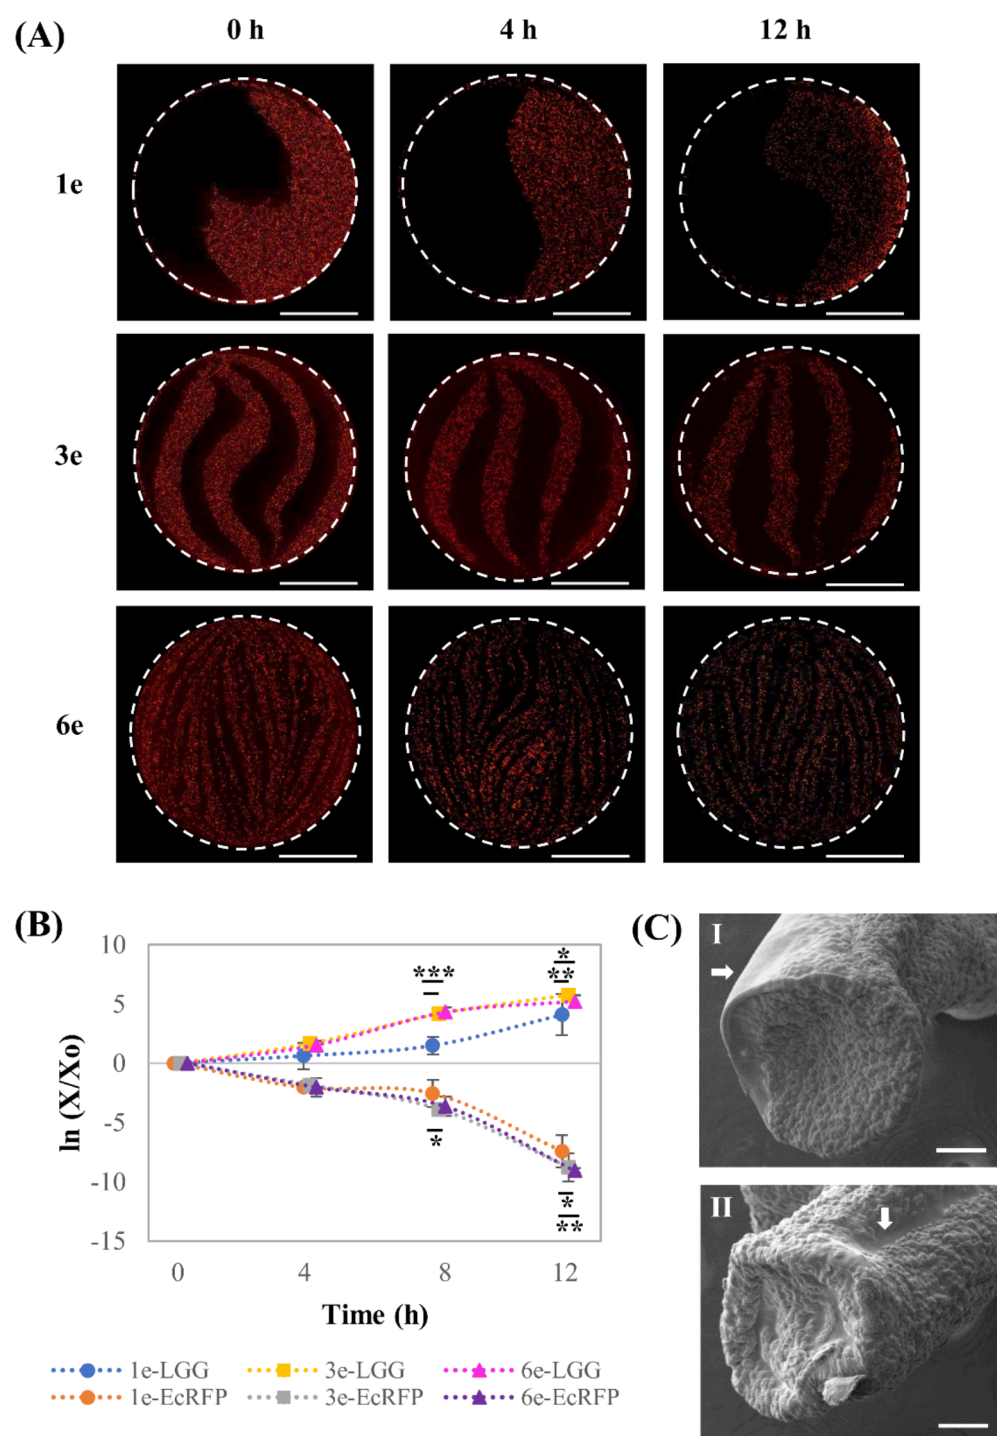 (A)
0 h 4 h 12 h
1e
3e
6e
(B)
10
5
0
-5
-10
-15
ln (X/Xo)
***
*
**
*
*
**
0 4 8 12
Time (h)
1e-LGG 3e-LGG 6e-LGG
1e-EcRFP 3e-EcRFP 6e-EcRFP
(C)
I
II